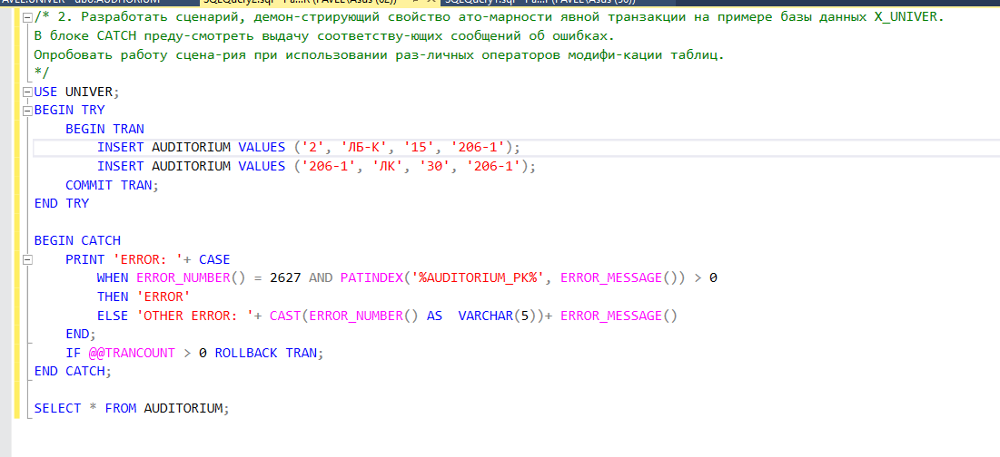 /* 2. Разработать сценарий, демон-стрирующий свойство ато-марности явной транзакции на примере базы данных X_UNIVER.
В блоке CATCH преду-смотреть выдачу соответству-ющих сообщений об ошибках.
Опробовать работу сцена-рия при использовании раз-личных операторов модифи-кации таблиц.
*/
USE UNIVER;
BEGIN TRY
BEGIN TRAN
INSERT AUDITORIUM VALUES ('2', 'ЛБ-К', '15', '206-1');
INSERT AUDITORIUM VALUES ('206-1', 'ЛК', '30', '206-1');
COMMIT TRAN;
END TRY
BEGIN CATCH
PRINT 'ERROR: '+ CASE
WHEN ERROR_NUMBER() = 2627 AND PATINDEX('%AUDITORIUM_PK%', ERROR_MESSAGE()) > 0
THEN 'ERROR'
ELSE 'OTHER ERROR: '+ CAST(ERROR_NUMBER() AS  VARCHAR(5))+ ERROR_MESSAGE()
END;
IF @@TRANCOUNT > 0 ROLLBACK TRAN;
END CATCH;
SELECT * FROM AUDITORIUM;